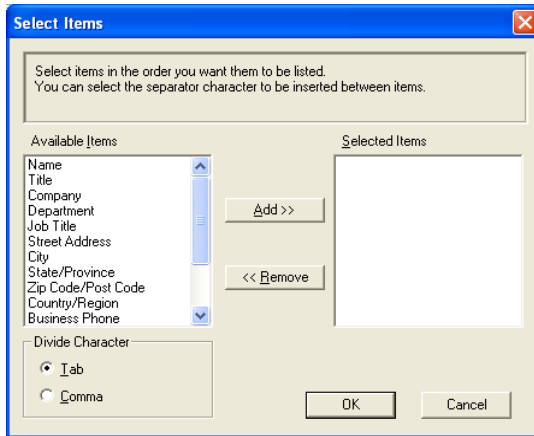 Select Items
Select items in the order you want them to be listed.
You can select the separator character to be inserted between items.
Available Items
Selected Items
Name
Title
Company
Department
Job Title
Street Address
City
State/Province
Zip Code/Post Code
Country/Region
Business Phone
Add >>
<< Remove
Divide Character
Tab
Comma
OK
Cancel